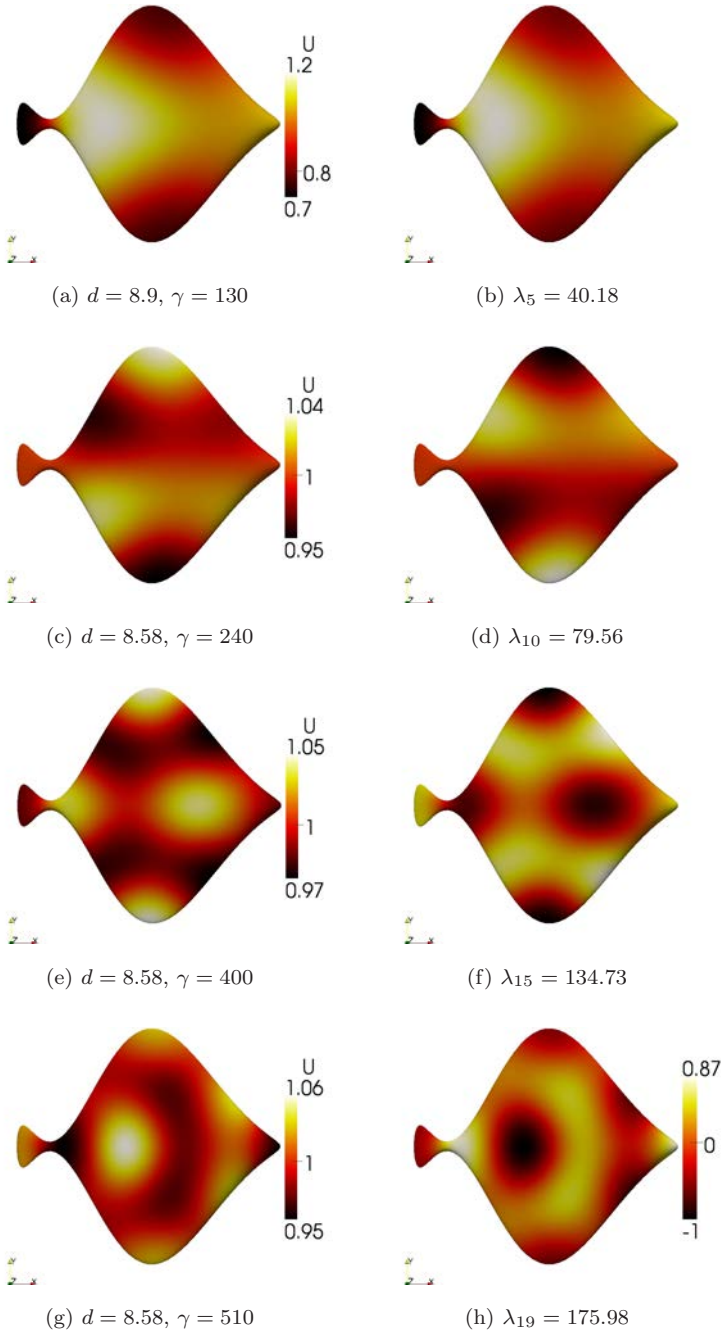 U
1.2
0.8
0.7
(a) d = 8.9, γ = 130
(b) λ5 = 40.18
U
1.04
1
0.95
(c) d = 8.58, γ = 240
(d) λ10 = 79.56
U
1.05
1
0.97
(e) d = 8.58, γ = 400
(f) λ15 = 134.73
U
1.06
1
0.95
0.87
0
-1
(g) d = 8.58, γ = 510
(h) λ19 = 175.98